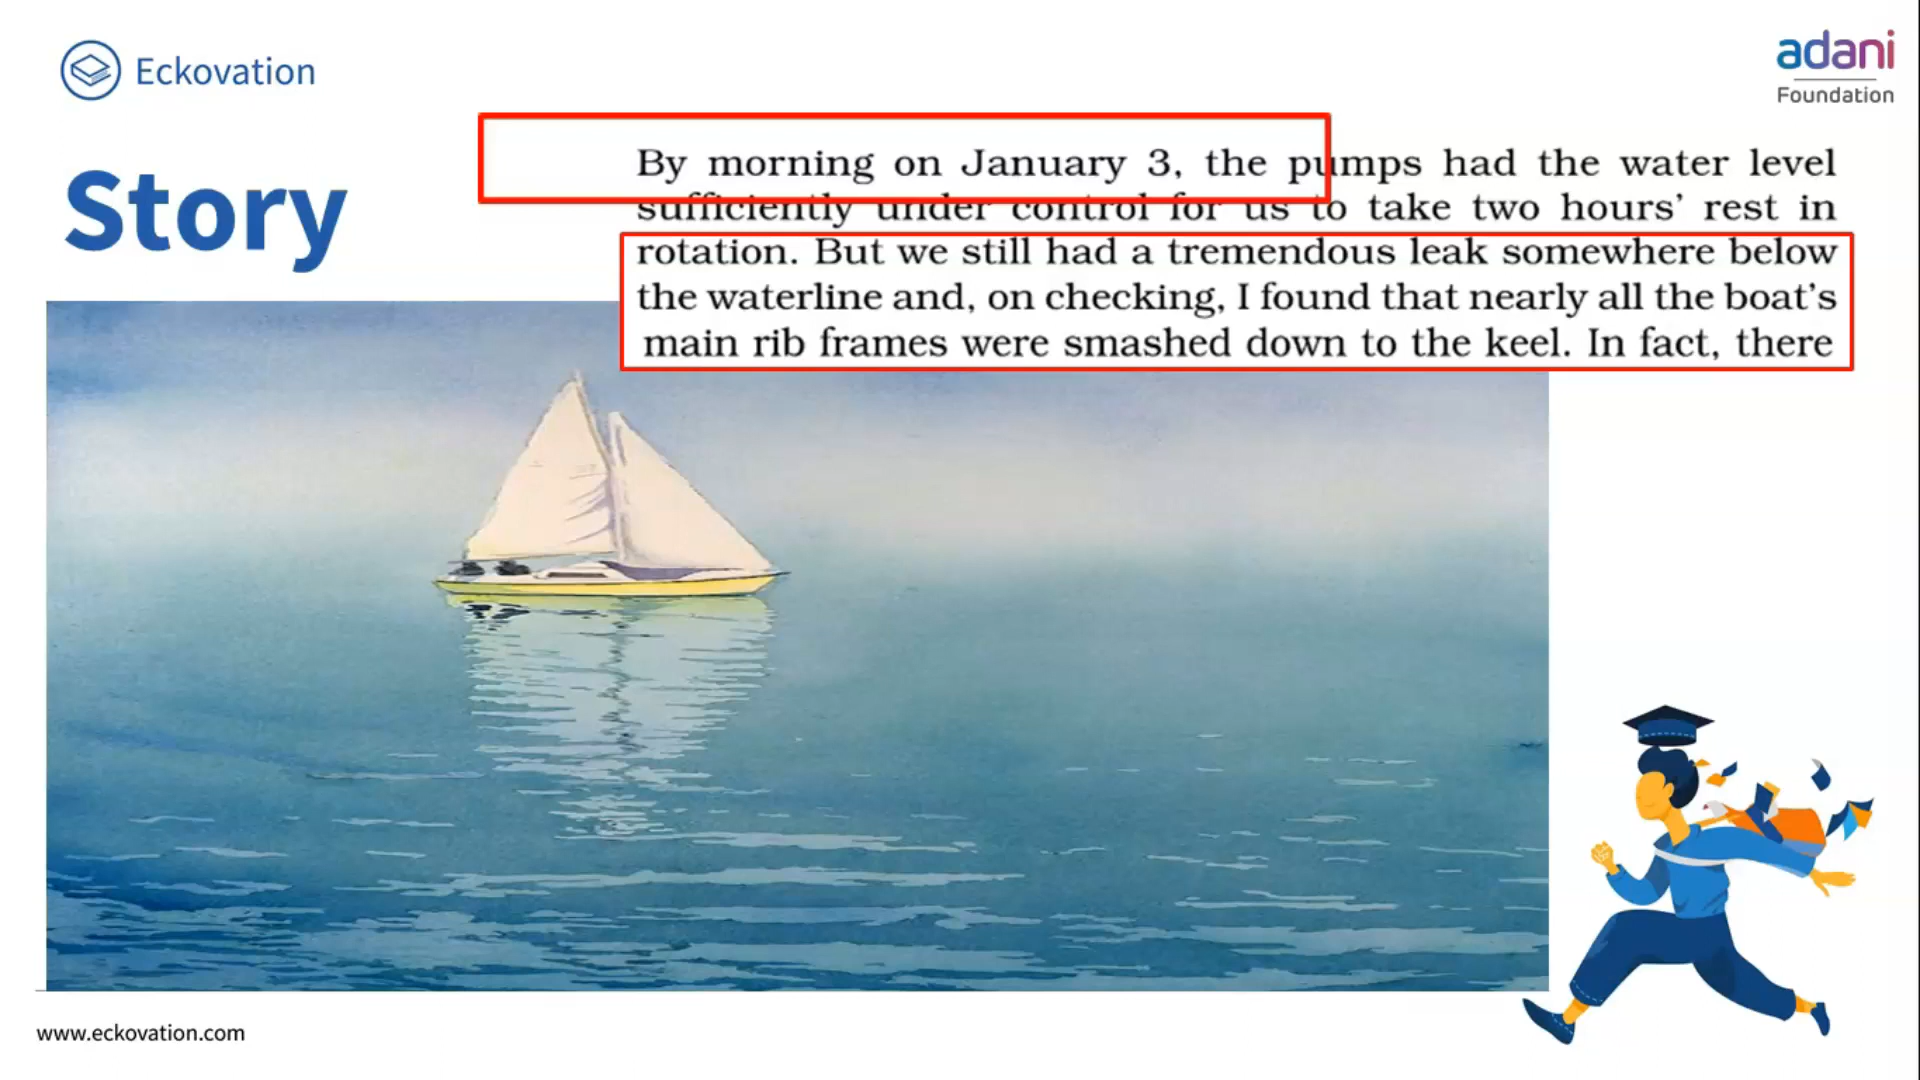 Eckovation
adani
Foundation
Story
By morning on January 3, the pumps had the water level
sufficiently under control for us to take two hours' rest in
rotation. But we still had a tremendous leak somewhere below
the waterline and, on checking, I found that nearly all the boat's
main rib frames were smashed down to the keel. In fact, there
www.eckovation.com